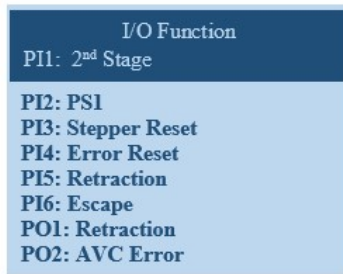 I/O Function
PI1: 2nd Stage
PI2: PS1
PI3: Stepper Reset
PI4: Error Reset
PI5: Retraction
PI6: Escape
PO1: Retraction
PO2: AVC Error